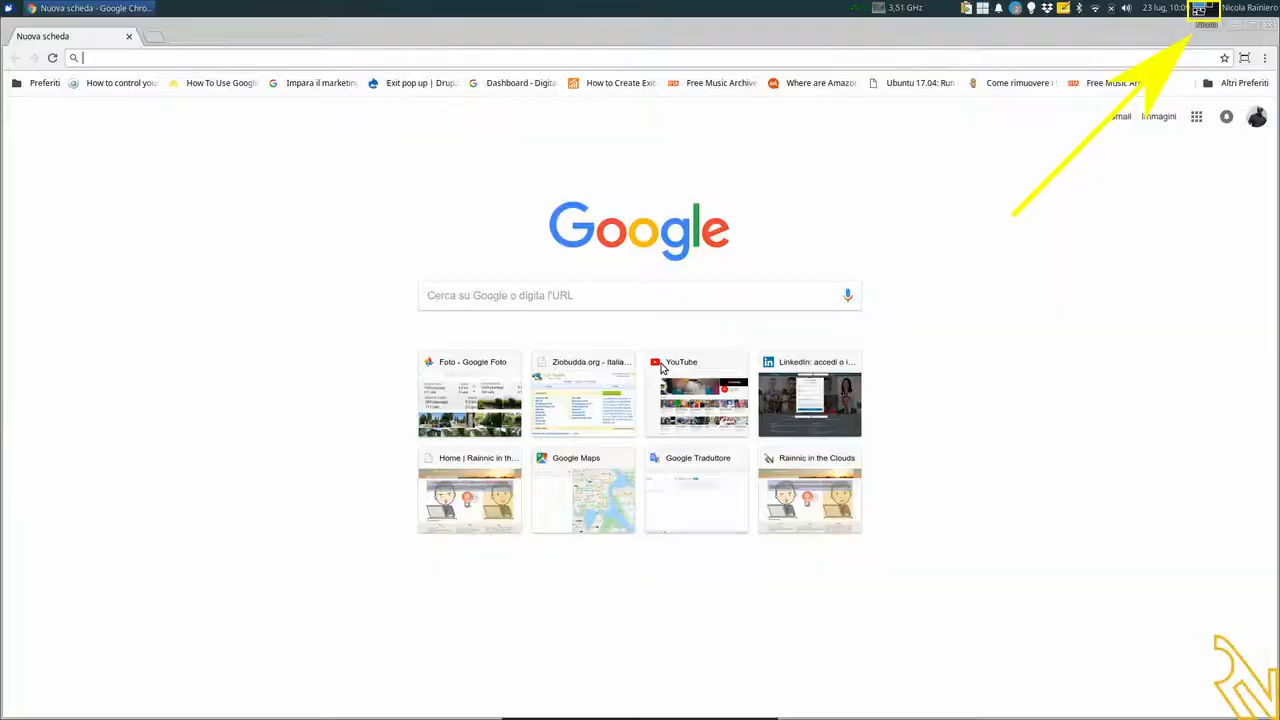 Nuova scheda - Google Chro...
3,51 GHz
23 lug, 10:09
Nicola Rainiero
Nuova scheda
Nicola
Preferiti
How to control you
How To Use Googl
Impara il marketin
Exit pop up | Drup
Dashboard - Digita
How to Create Exi
Free Music Archive
Where are Amazo
Ubuntu 17.04: Run
Come rimuovere i
Free Music Ar
Altri Preferiti
Gmail
Immagini
Google
Cerca su Google o digita l'URL
Foto - Google Foto
Ziobudda.org - Italia...
YouTube
LinkedIn: accedi o i...
Home | Rainnic in th...
Google Maps
Google Traduttore
Rainnic in the Clouds